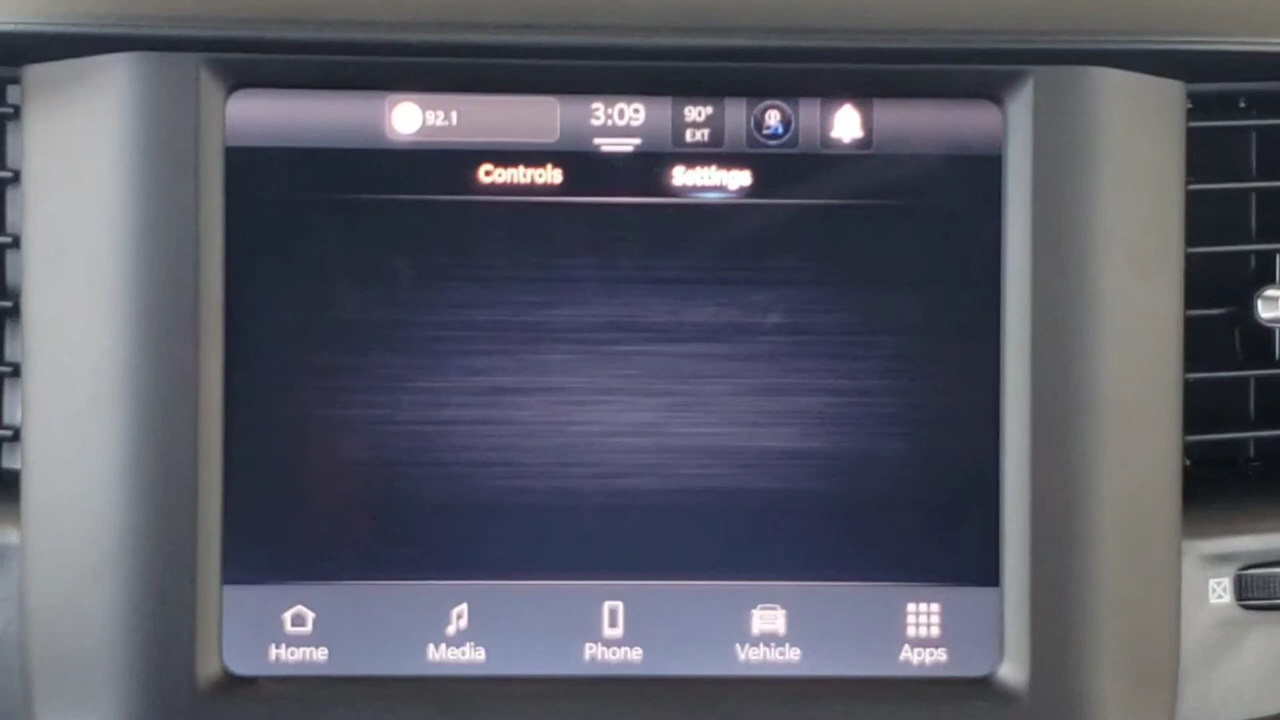 92.1
3:09
90°
EXT
Controls
Settings
Home
Media
Phone
Vehicle
Apps